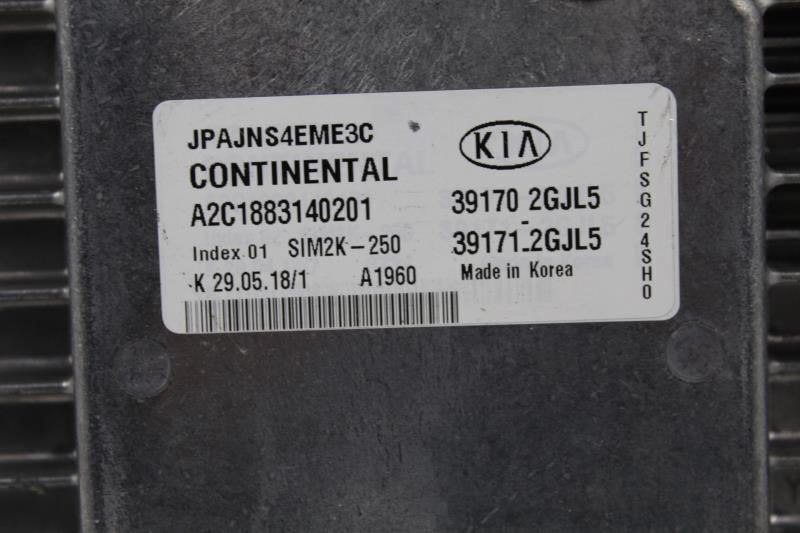 JPAJNS4EME3C
CONTINENTAL
A2C1883140201
Index 01 SIM2K-250
K 29.05.18/1 A1960
KIA
39170 2GJL5
-
39171 2GJL5
Made in Korea
TJFSG24SH0